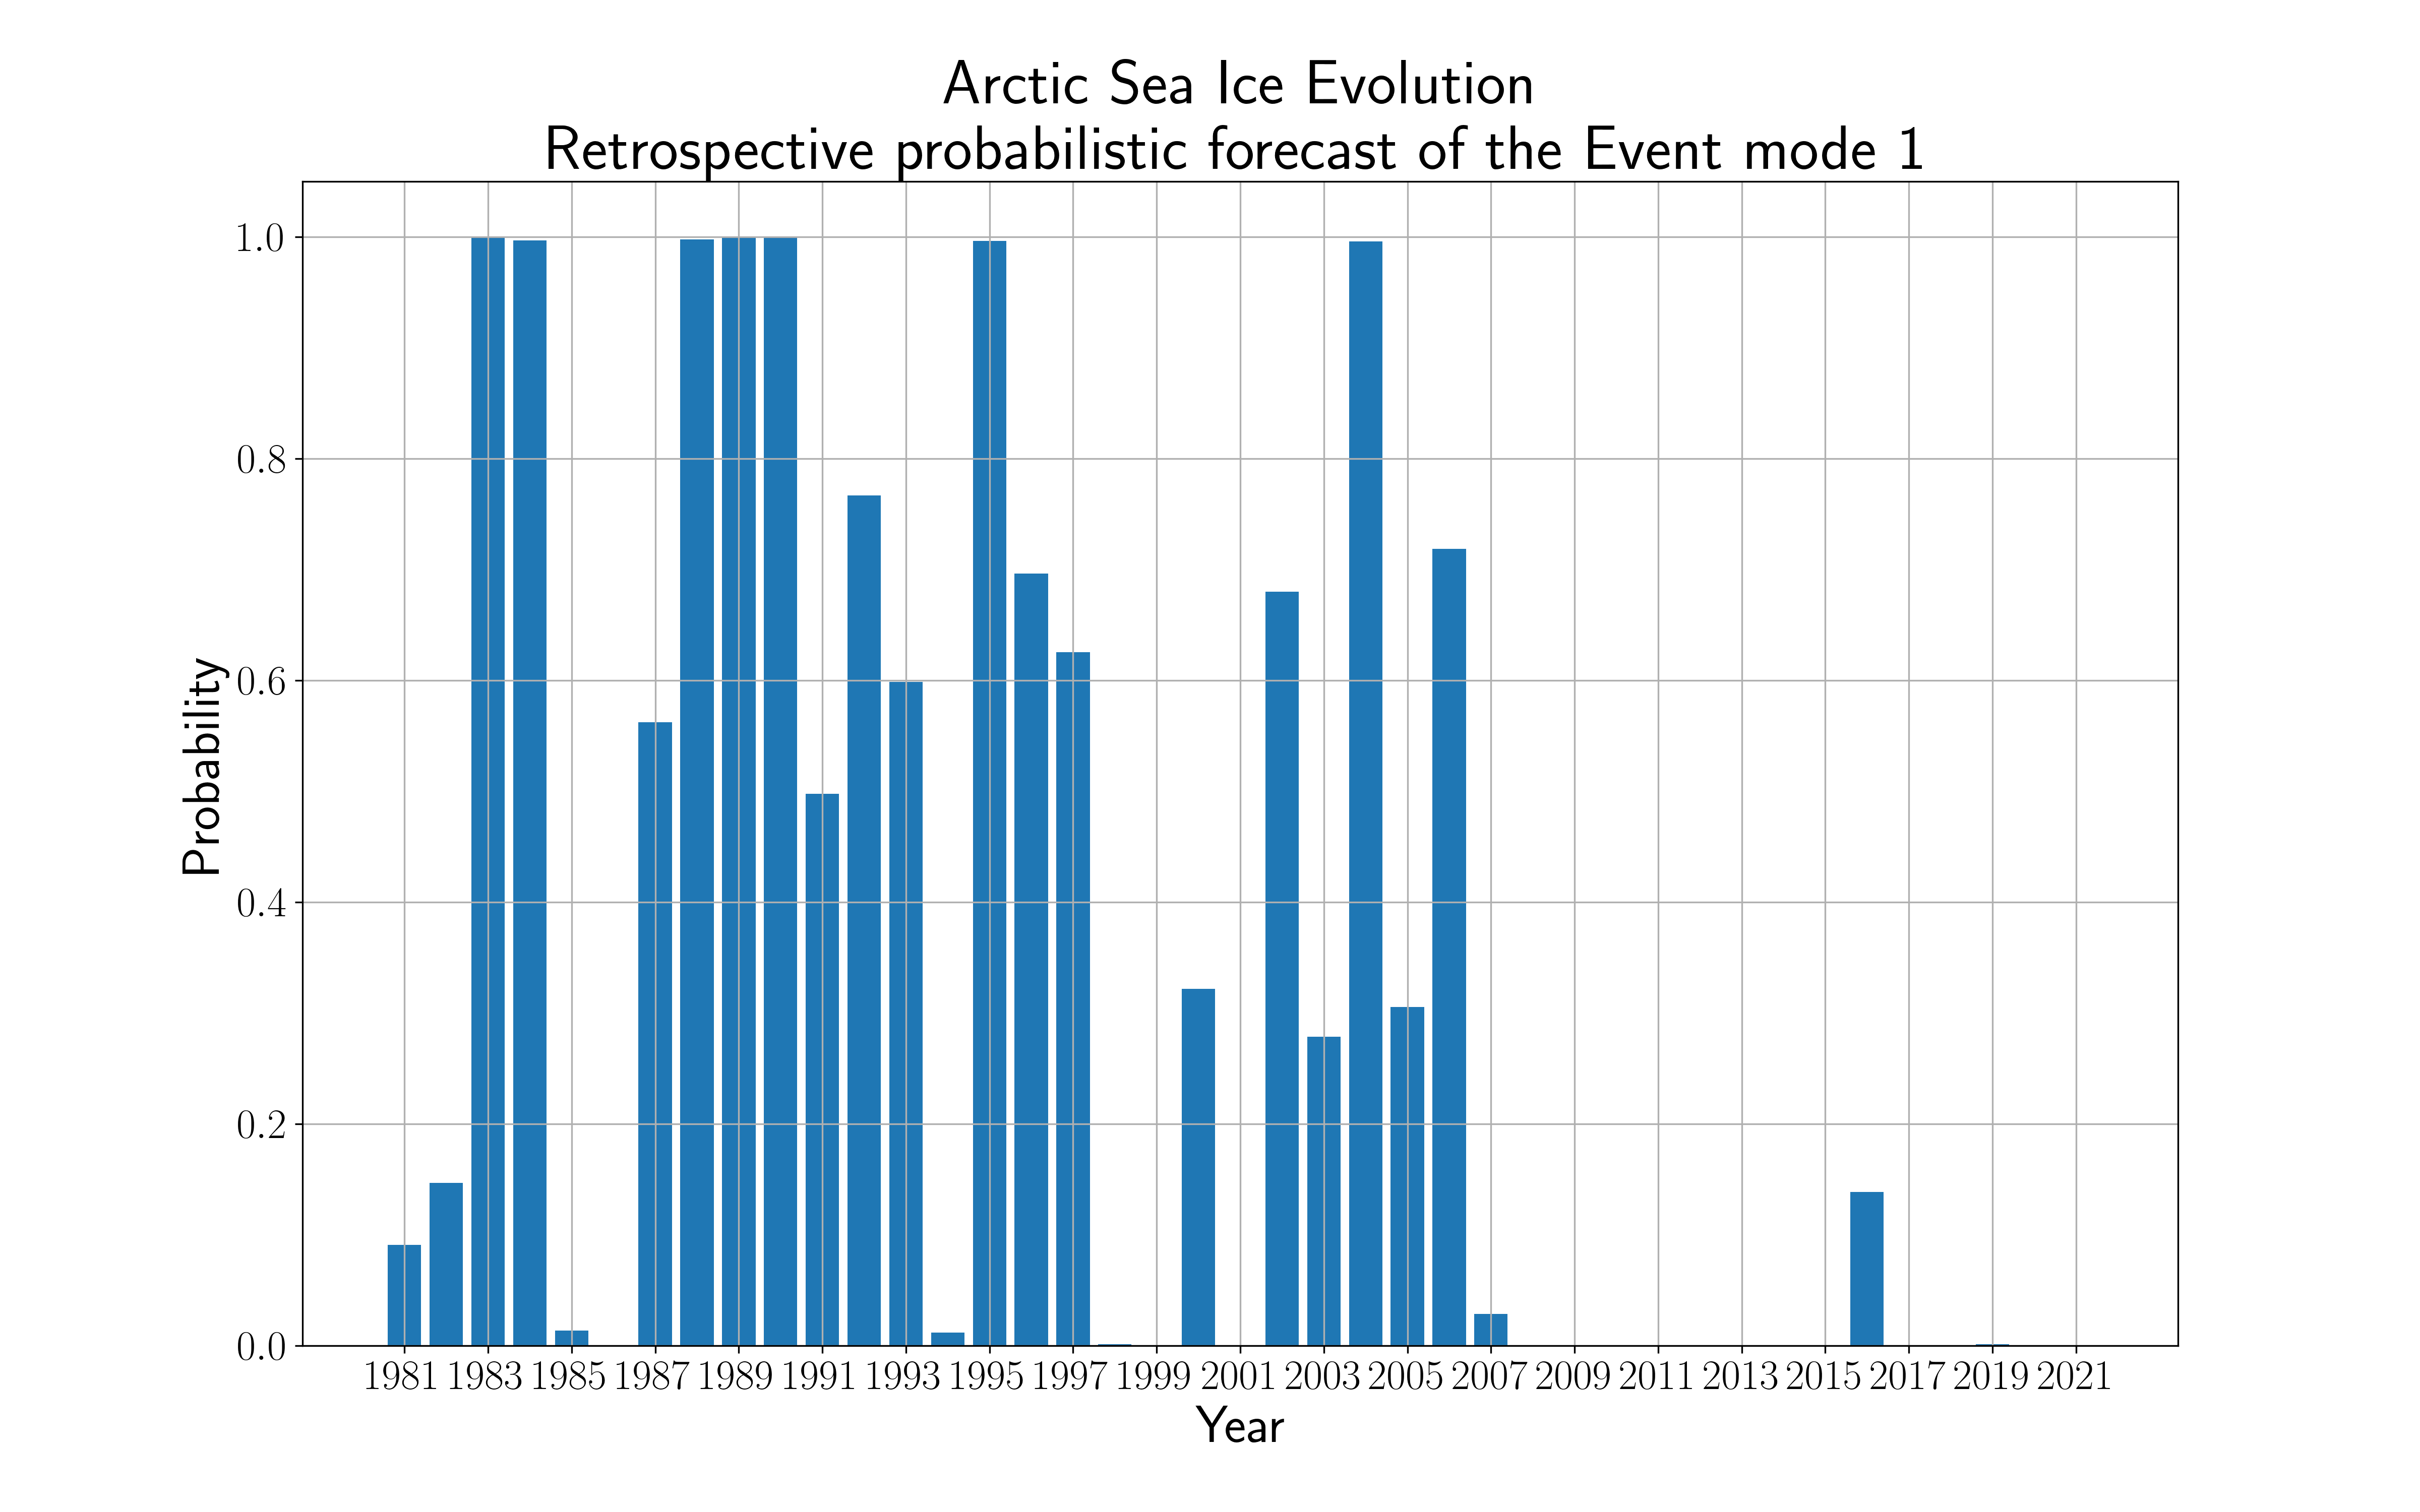 Arctic Sea Ice Evolution
Retrospective probabilistic forecast of the Event mode 1
1.0
0.8
0.6
0.4
0.2
0.0
Probability
1981 1983 1985 1987 1989 1991 1993 1995 1997 1999 2001 2003 2005 2007 2009 2011 2013 2015 2017 2019 2021
Year